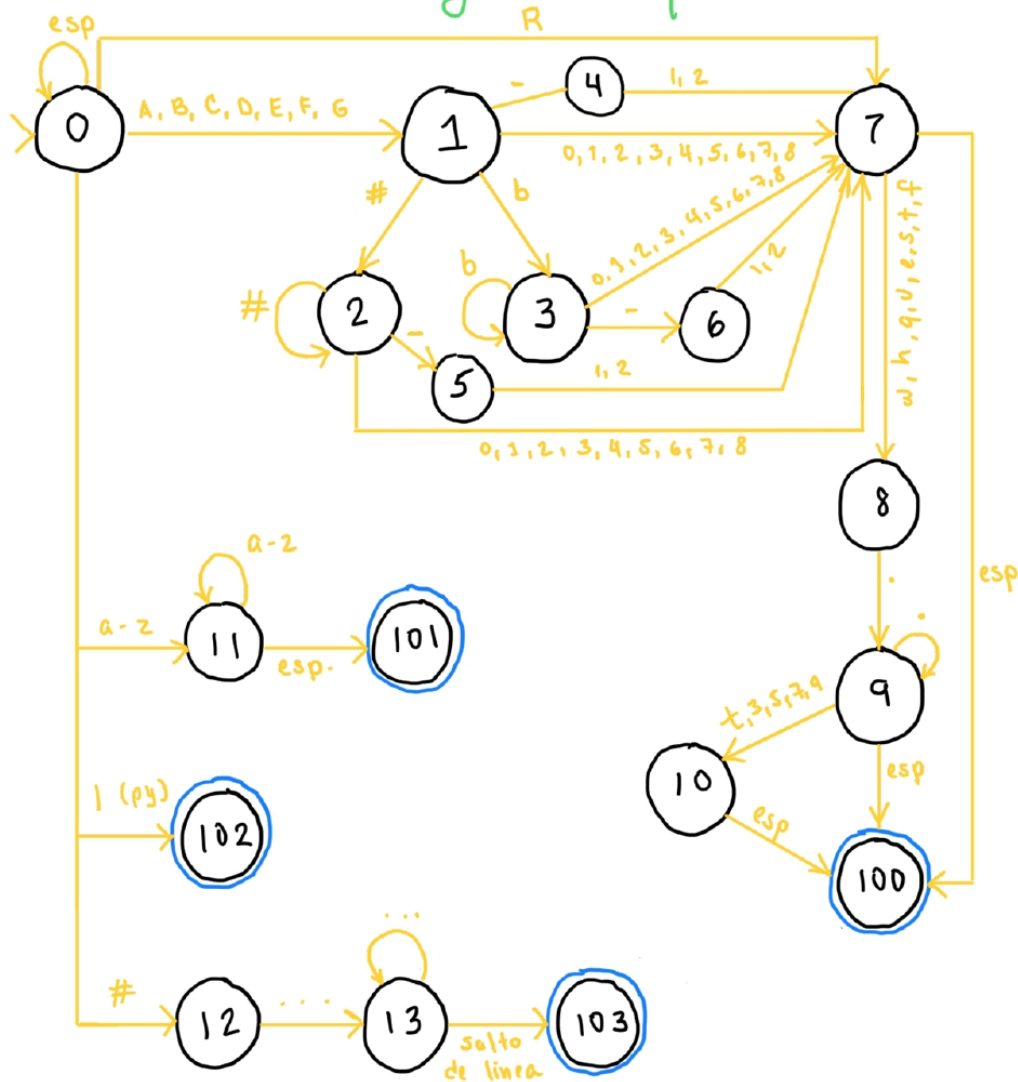 esp
R
0
A, B, C, D, E, F, G
1
-
4
1, 2
7
0, 1, 2, 3, 4, 5, 6, 7, 8
#
b
0, 1, 2, 3, 4, 5, 6, 7, 8
1, 2
w, h, q, u, e, s, t, f
#
2
b
3
-
6
-
5
1, 2
0, 1, 2, 3, 4, 5, 6, 7, 8
8
esp
.
a-z
a-z
11
esp.
101
.
9
t, 3, 5, 7, 9
10
esp
esp
| (py)
102
100
...
#
12
...
13
salto
de linea
103